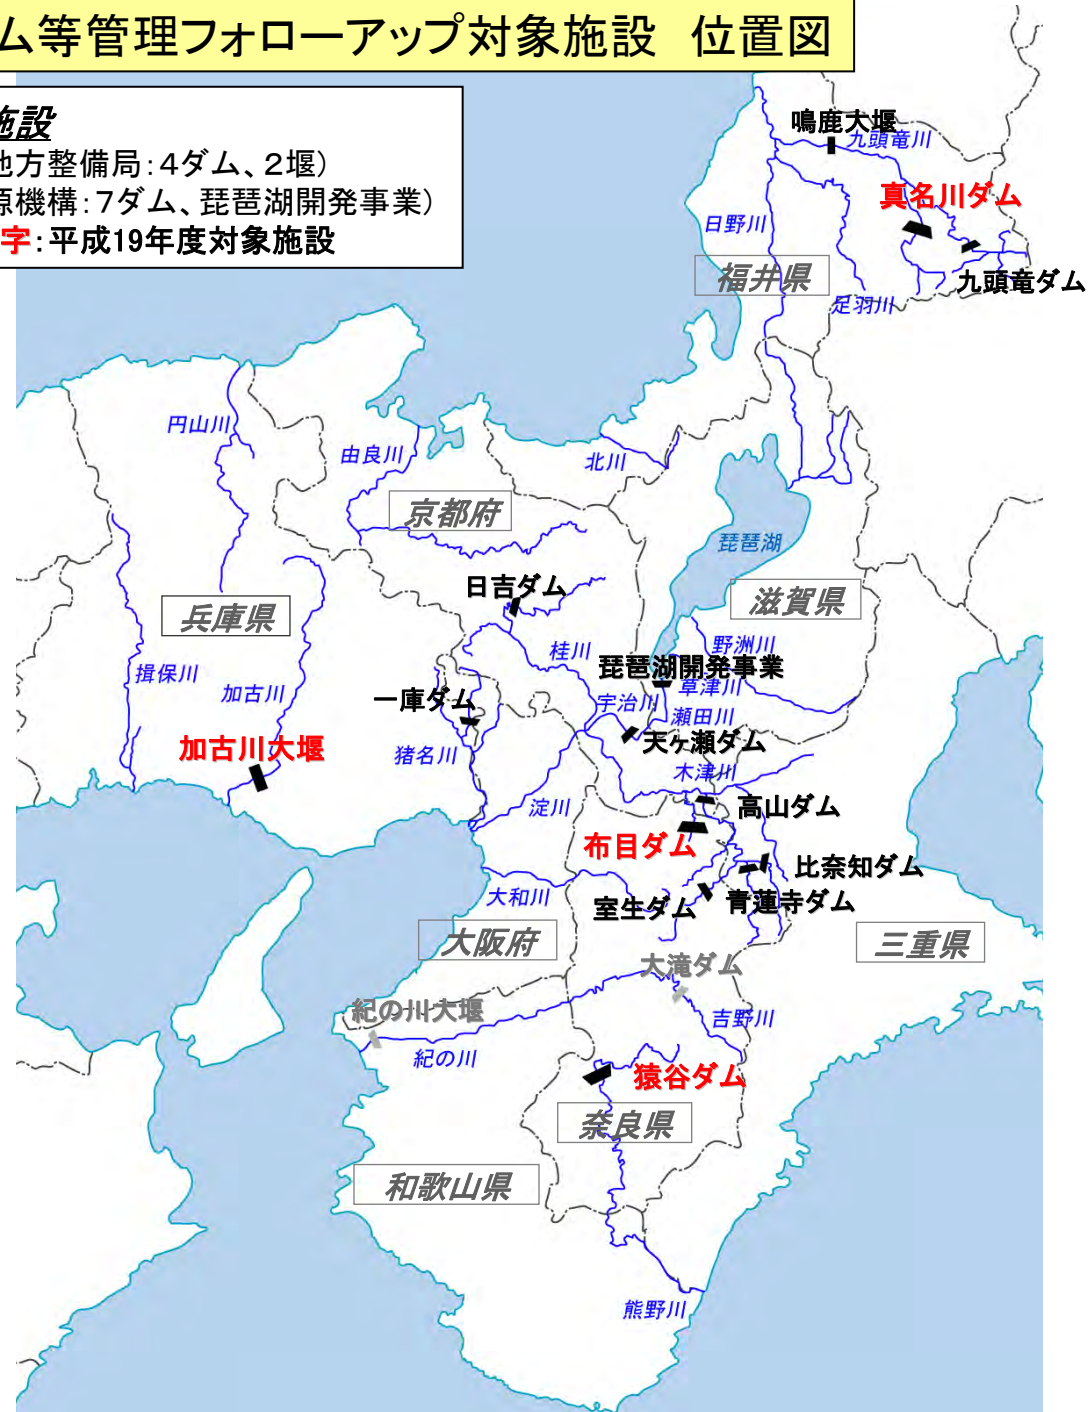 ム等管理フォローアップ対象施設 位置図
施設
地方整備局:4ダム、2堰)
原機構:7ダム、琵琶湖開発事業)
字:平成19年度対象施設
鳴鹿大堰
九頭竜川
真名川ダム
日野川
福井県
九頭竜ダム
足羽川
円山川
由良川
北川
京都府
琵琶湖
日吉ダム
滋賀県
兵庫県
野洲川
桂川
琵琶湖開発事業
揖保川
加古川
草津川
一庫ダム
宇治川
瀬田川
加古川大堰
猪名川
天ヶ瀬ダム
木津川
淀川
高山ダム
布目ダム
比奈知ダム
大和川
室生ダム
青蓮寺ダム
大阪府
三重県
大滝ダム
紀の川大堰
吉野川
紀の川
猿谷ダム
奈良県
和歌山県
熊野川